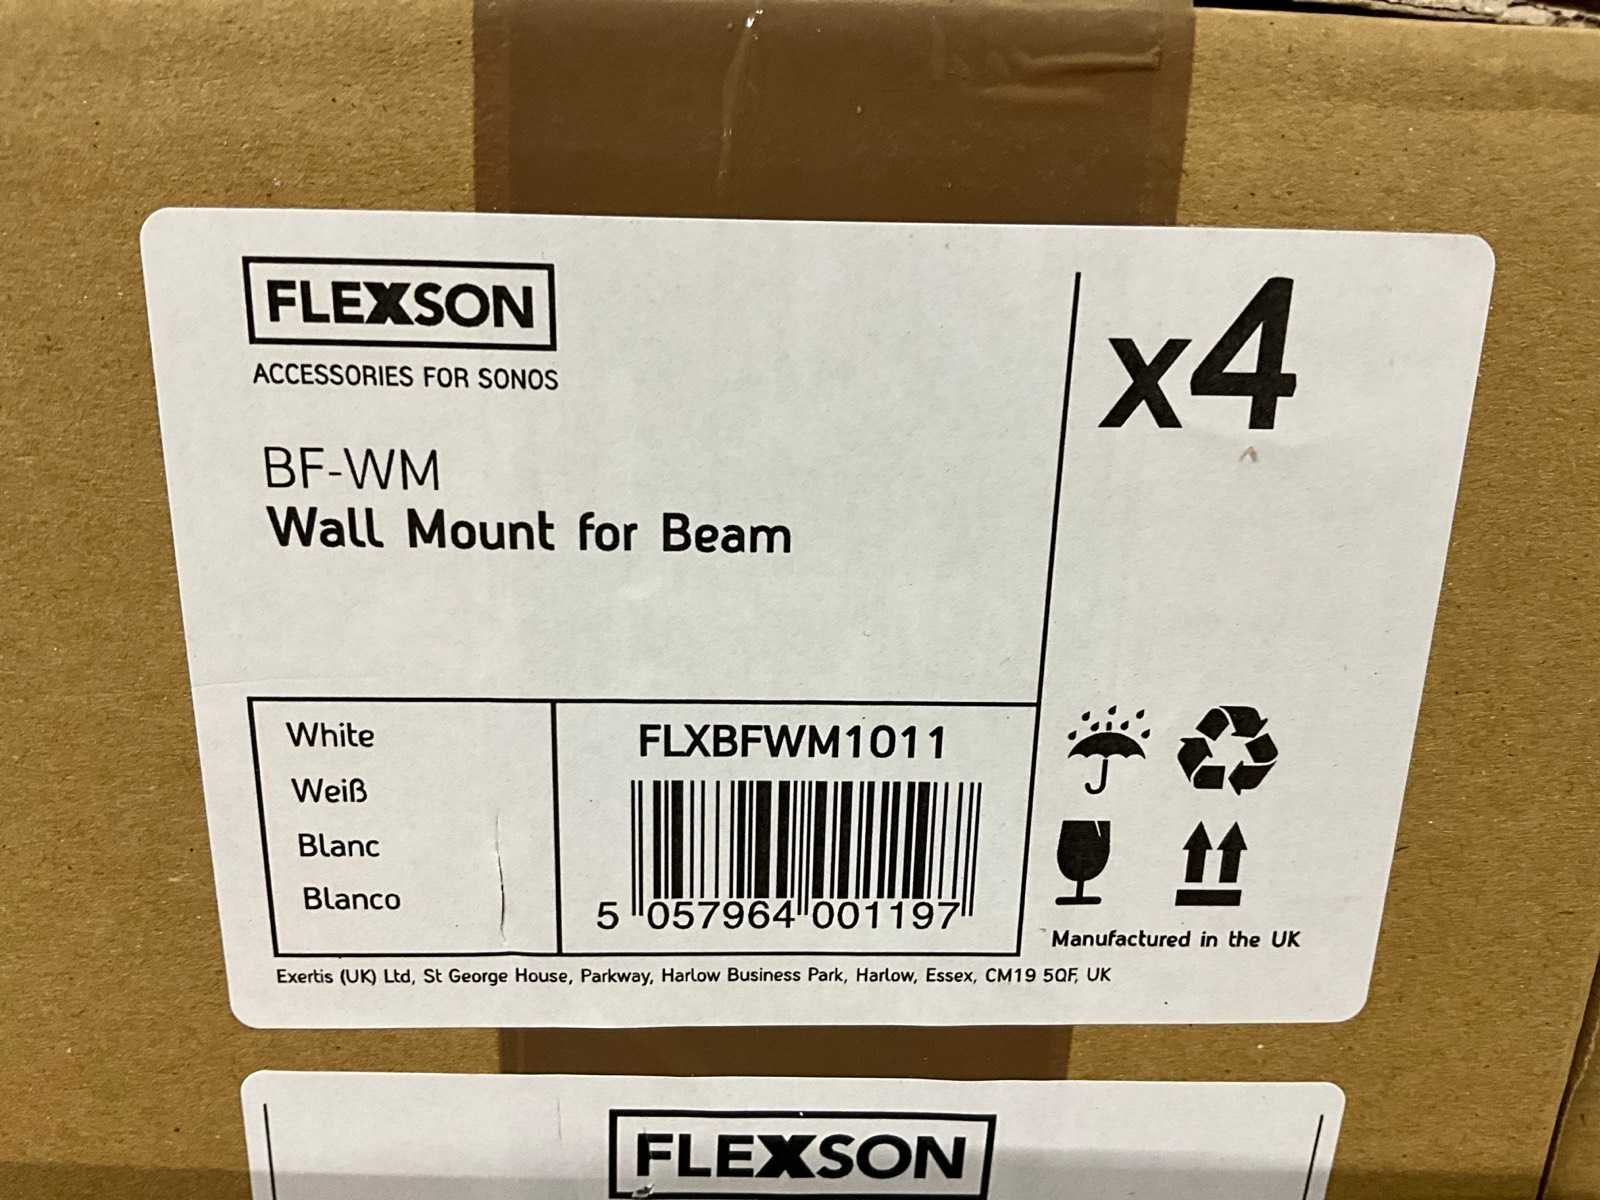 FLEXSON
ACCESSORIES FOR SONOS
x4
BF-WM
Wall Mount for Beam
White
Weiß
Blanc
Blanco
FLXBFWM1011
5 057964 001197
Manufactured in the UK
Exertis (UK) Ltd, St George House, Parkway, Harlow Business Park, Harlow, Essex, CM19 5QF, UK
FLEXSON